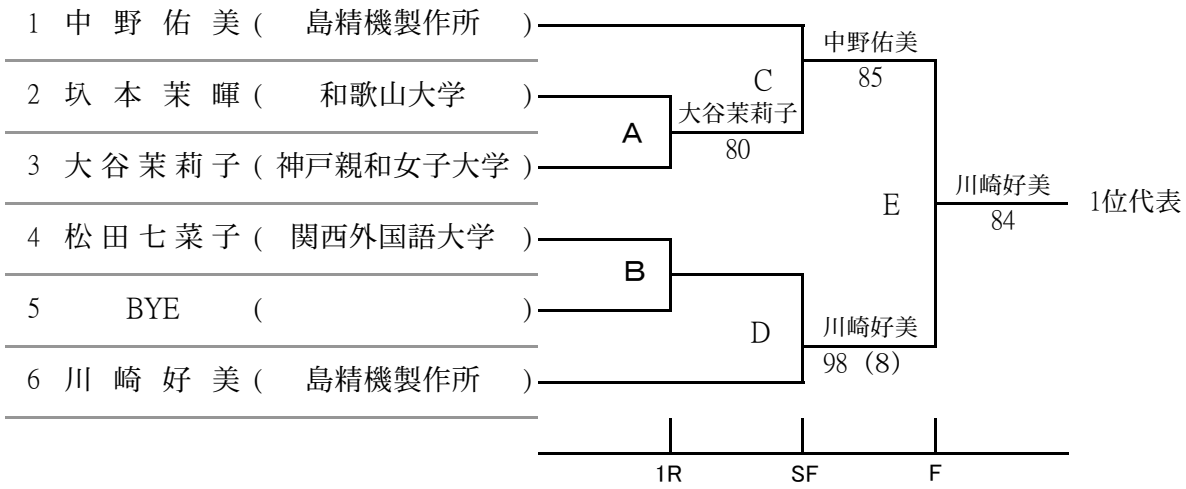 1 中野佑美 ( 島精機製作所 )
中野佑美
85
C
2 圦本茉暉 ( 和歌山大学 )
大谷茉莉子
80
A
3 大谷茉莉子 ( 神戸親和女子大学 )
E
川崎好美
84
1位代表
4 松田七菜子 ( 関西外国語大学 )
B
5 BYE ( )
D
川崎好美
98 (8)
6 川崎好美 ( 島精機製作所 )
1R SF F